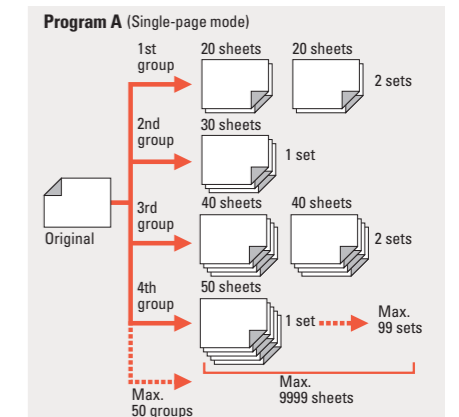 Program A (Single-page mode)
1st
group
20 sheets
20 sheets
2 sets
2nd
group
30 sheets
1 set
Original
3rd
group
40 sheets
40 sheets
2 sets
4th
group
50 sheets
1 set
Max.
99 sets
Max.
50 groups
Max.
9999 sheets